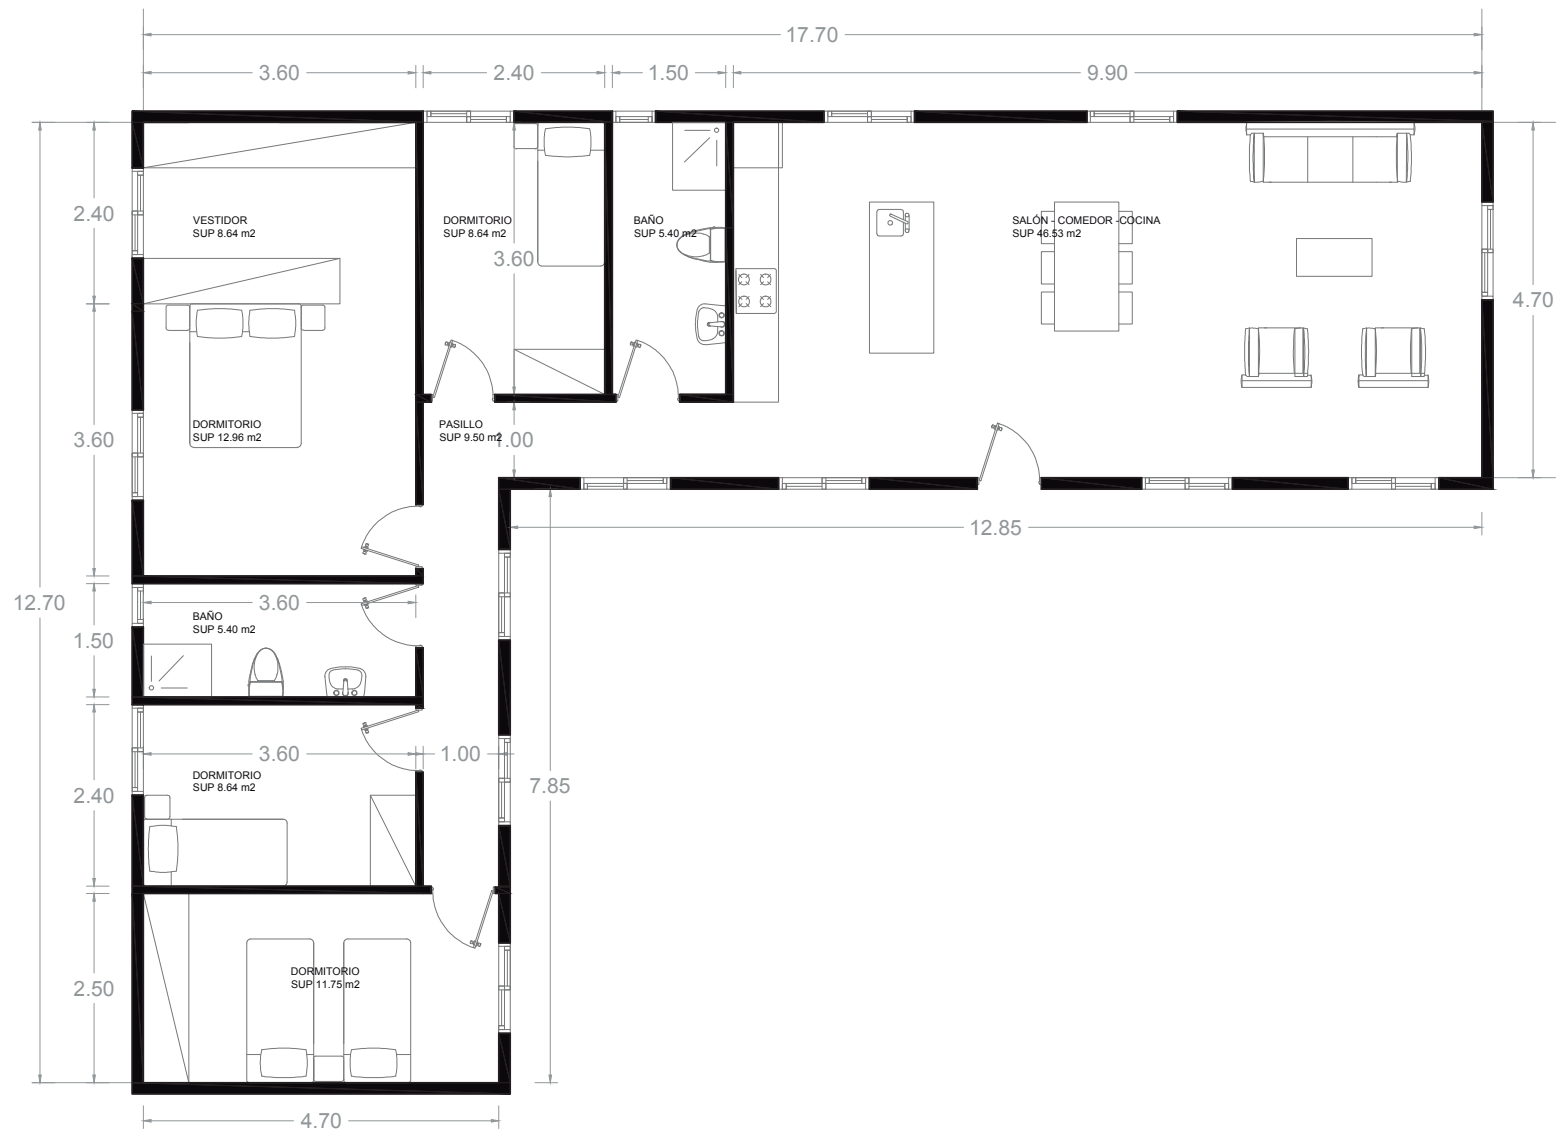 17.70
3.60
2.40
1.50
9.90
VESTIDOR
SUP 8.64 m2
DORMITORIO
SUP 8.64 m2
BAÑO
SUP 5.40 m2
SALÓN - COMEDOR -COCINA
SUP 46.53 m2
2.40
3.60
4.70
DORMITORIO
SUP 12.96 m2
PASILLO
SUP 9.50 m2
3.60
1.00
12.85
12.70
3.60
BAÑO
SUP 5.40 m2
1.50
3.60
1.00
DORMITORIO
SUP 8.64 m2
2.40
7.85
DORMITORIO
SUP 11.75 m2
2.50
4.70